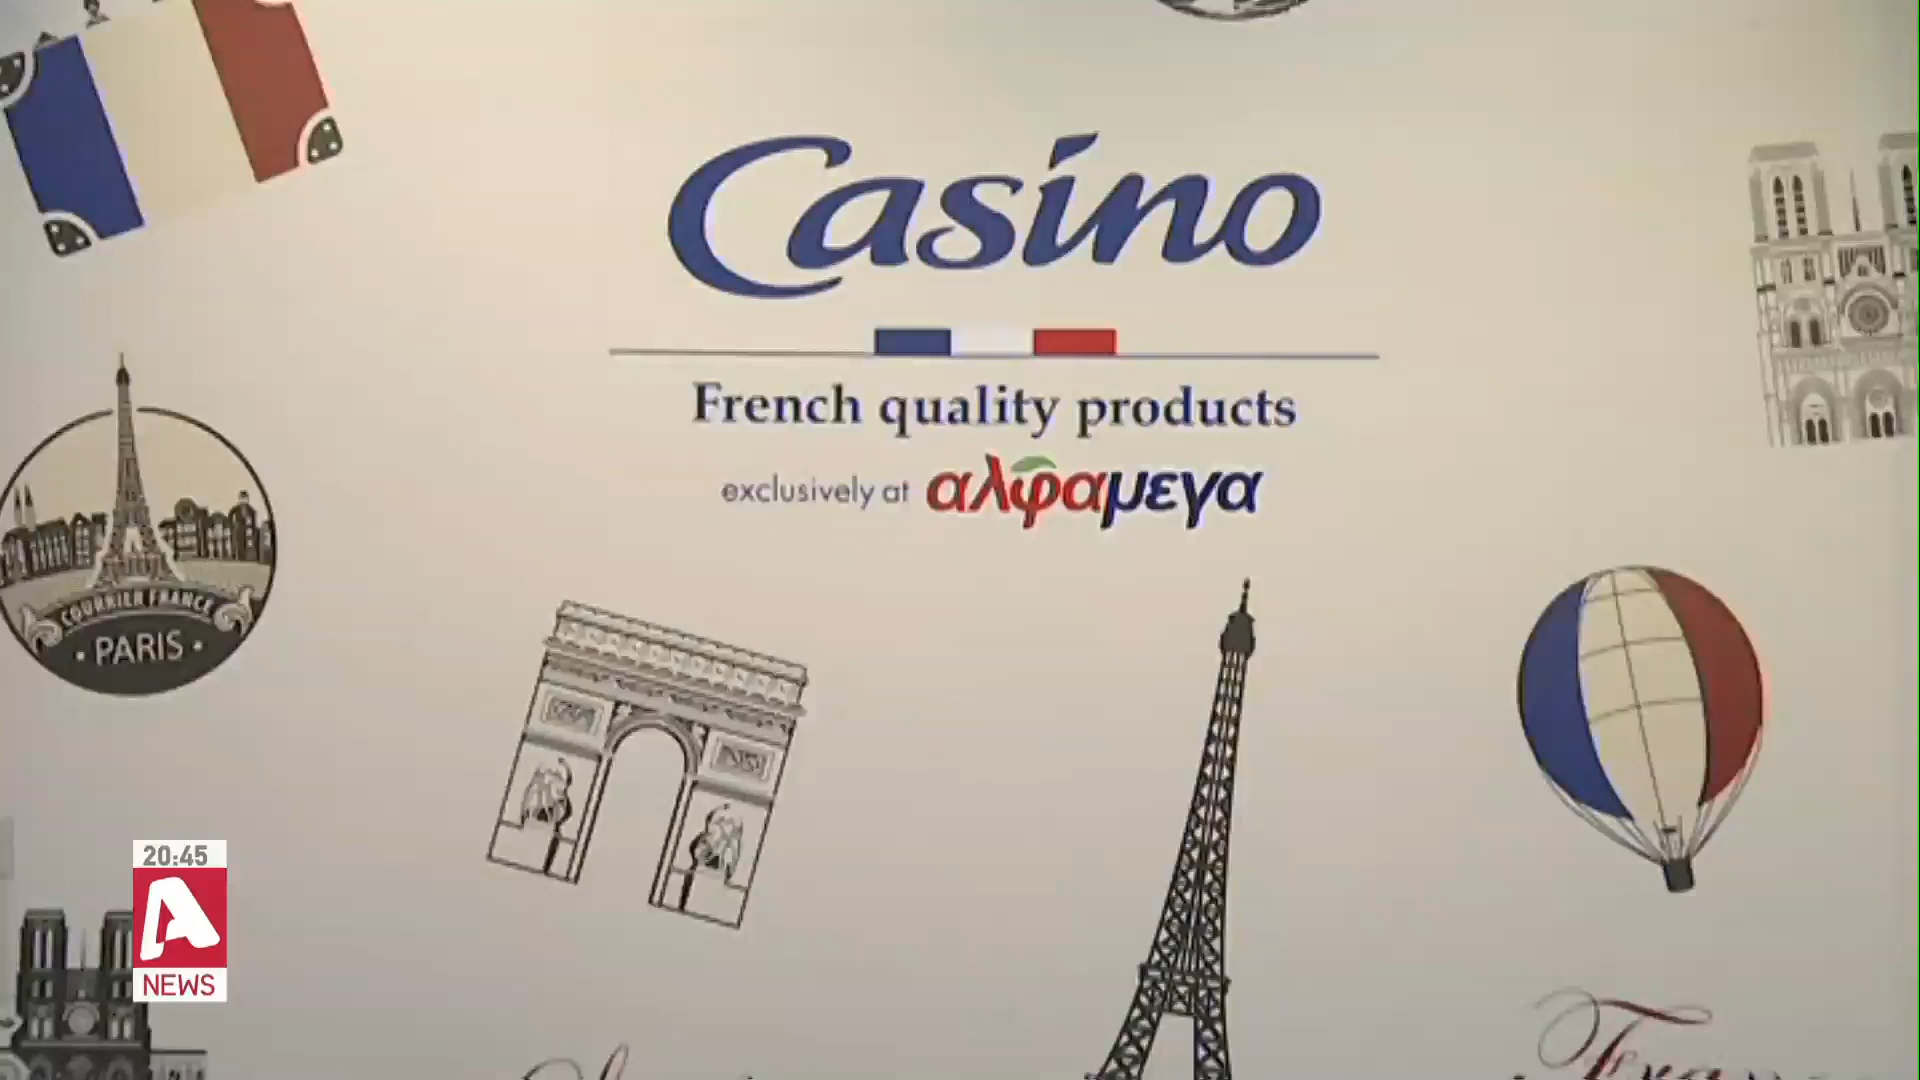 Casino
French quality products
exclusively at αλφαμεγα
COURRIER FRANCE
• PARIS •
20:45
A
NEWS